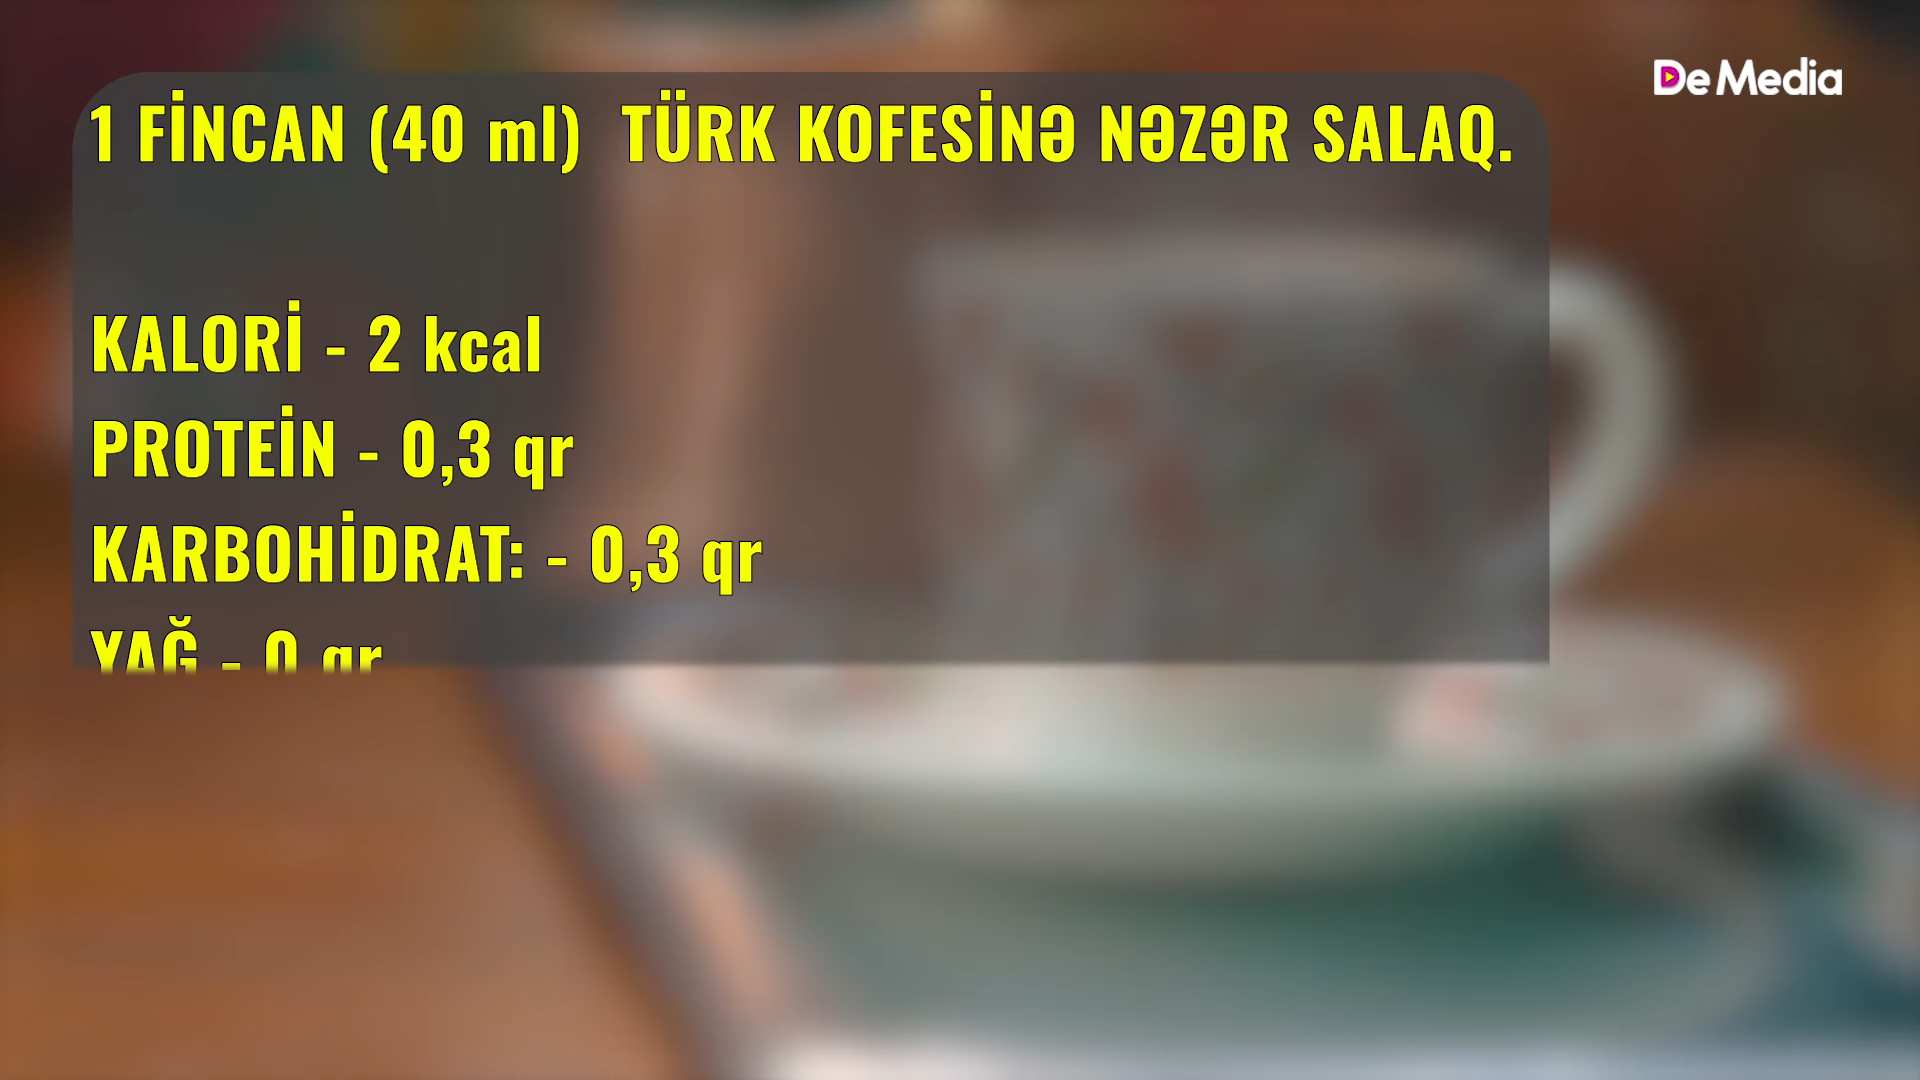 De Media
1 FİNCAN (40 ml) TÜRK KOFESİNƏ NƏZƏR SALAQ.
KALORİ - 2 kcal
PROTEİN - 0,3 qr
KARBOHİDRAT: - 0,3 qr
YAĞ - 0 qr